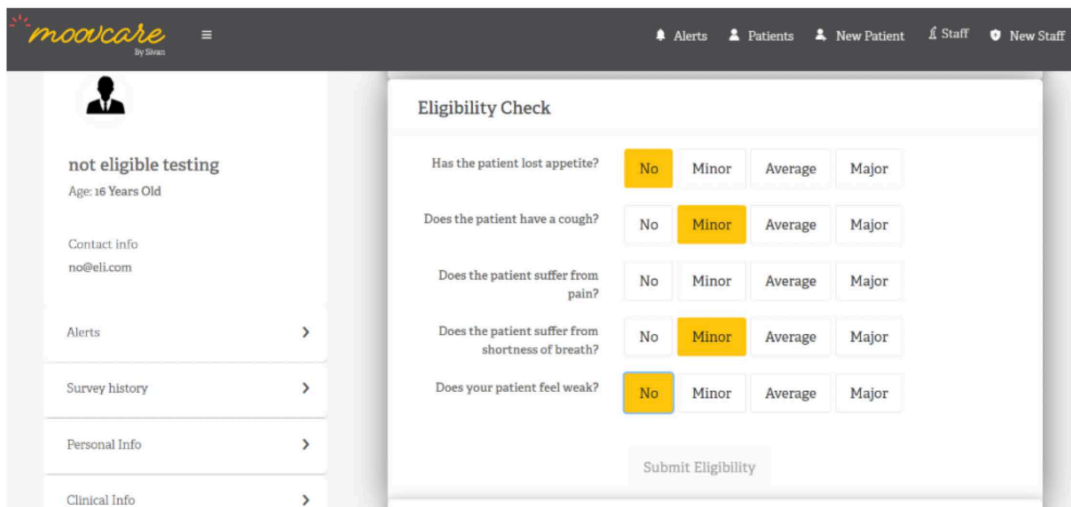 moovcare
By Sivan
Alerts Patients New Patient Staff New Staff
not eligible testing
Age: 16 Years Old
Contact info
no@eli.com
Alerts
Survey history
Personal Info
Clinical Info
Eligibility Check
Has the patient lost appetite? No Minor Average Major
Does the patient have a cough? No Minor Average Major
Does the patient suffer from
pain? No Minor Average Major
Does the patient suffer from
shortness of breath? No Minor Average Major
Does your patient feel weak? No Minor Average Major
Submit Eligibility